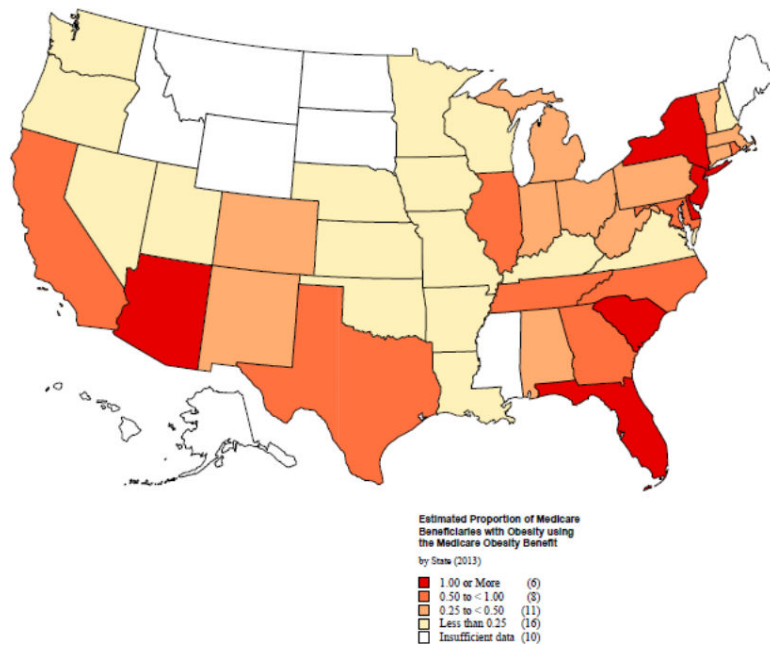 Estimated Proportion of Medicare
Beneficiaries with Obesity using
the Medicare Obesity Benefit
by State (2013)
1.00 or More (6)
0.50 to < 1.00 (8)
0.25 to < 0.50 (11)
Less than 0.25 (16)
Insufficient data (10)